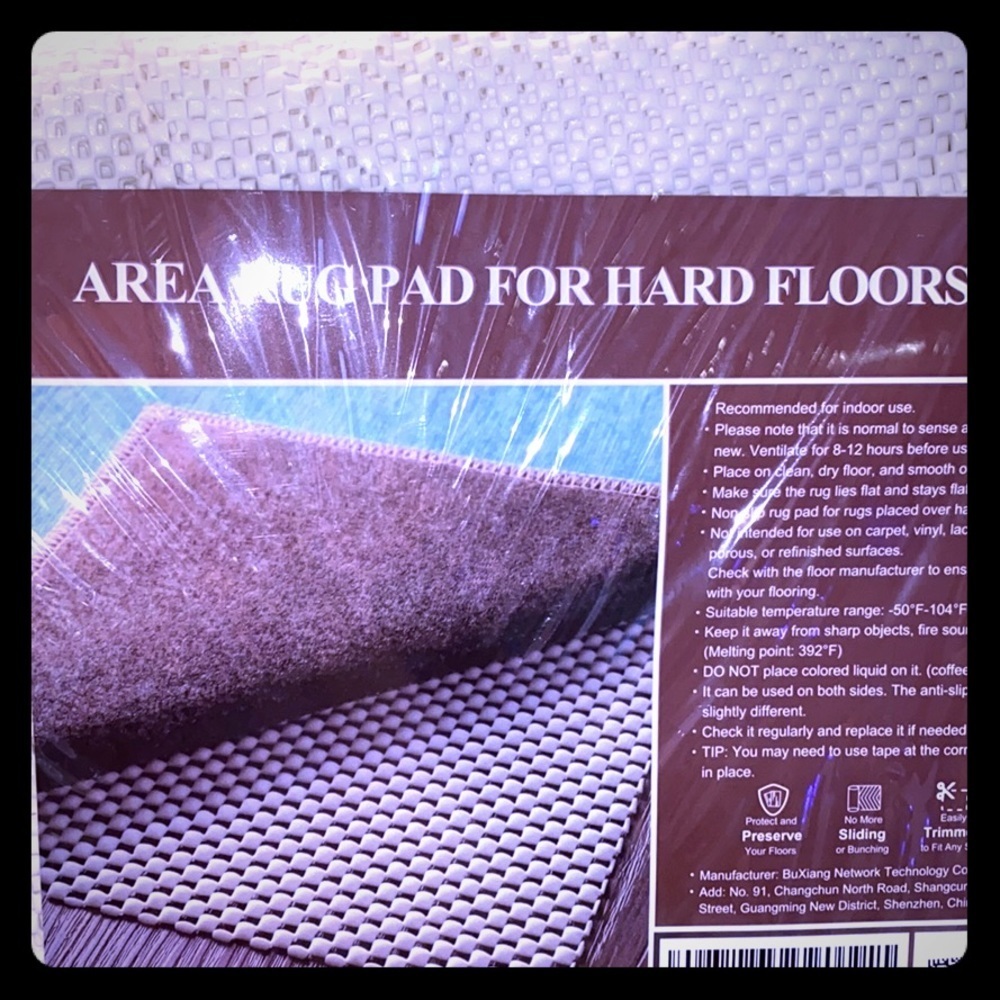 AREA RUG PAD FOR HARD FLOORS
Recommended for indoor use.
• Please note that it is normal to sense a
new. Ventilate for 8-12 hours before us
• Place on clean, dry floor, and smooth o
• Make sure the rug lies flat and stays flat
• Non-slip rug pad for rugs placed over ha
• Not intended for use on carpet, vinyl, lac
porous, or refinished surfaces.
Check with the floor manufacturer to ens
with your flooring.
• Suitable temperature range: -50°F-104°F
• Keep it away from sharp objects, fire sour
(Melting point: 392°F)
• DO NOT place colored liquid on it. (coffee
• It can be used on both sides. The anti-slip
slightly different.
• Check it regularly and replace it if needed
• TIP: You may need to use tape at the corn
in place.
Protect and
Preserve
Your Floors
No More
Sliding
or Bunching
Easily
Trimm
to Fit Any
• Manufacturer: BuXiang Network Technology Co
• Add: No. 91, Changchun North Road, Shangcun
Street, Guangming New District, Shenzhen, Chi